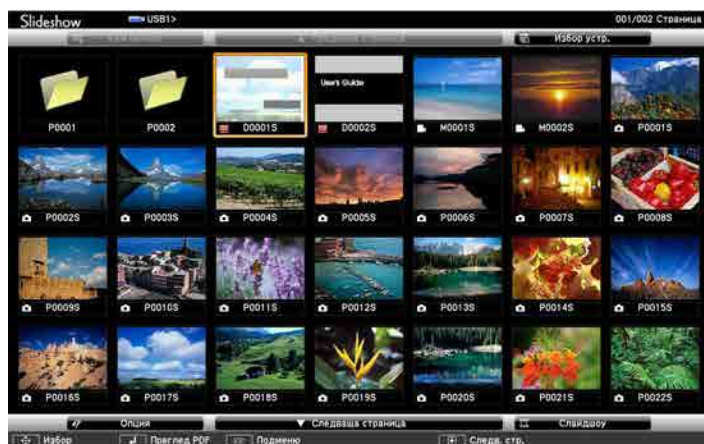 Slideshow USB1> 001/002 Страница
Избор устр.
P0001 P0002 D0001S D0002S M0001S M0002S P0001S
User's Guide
P0002S P0003S P0004S P0005S P0006S P0007S P0008S
P0009S P0010S P0011S P0012S P0013S P0014S P0015S
P0016S P0017S P0018S P0019S P0020S P0021S P0022S
Опция ▼ Следваща страница Слайдшоу
Избор Преглед PDF Esc Подменю Следв. стр.